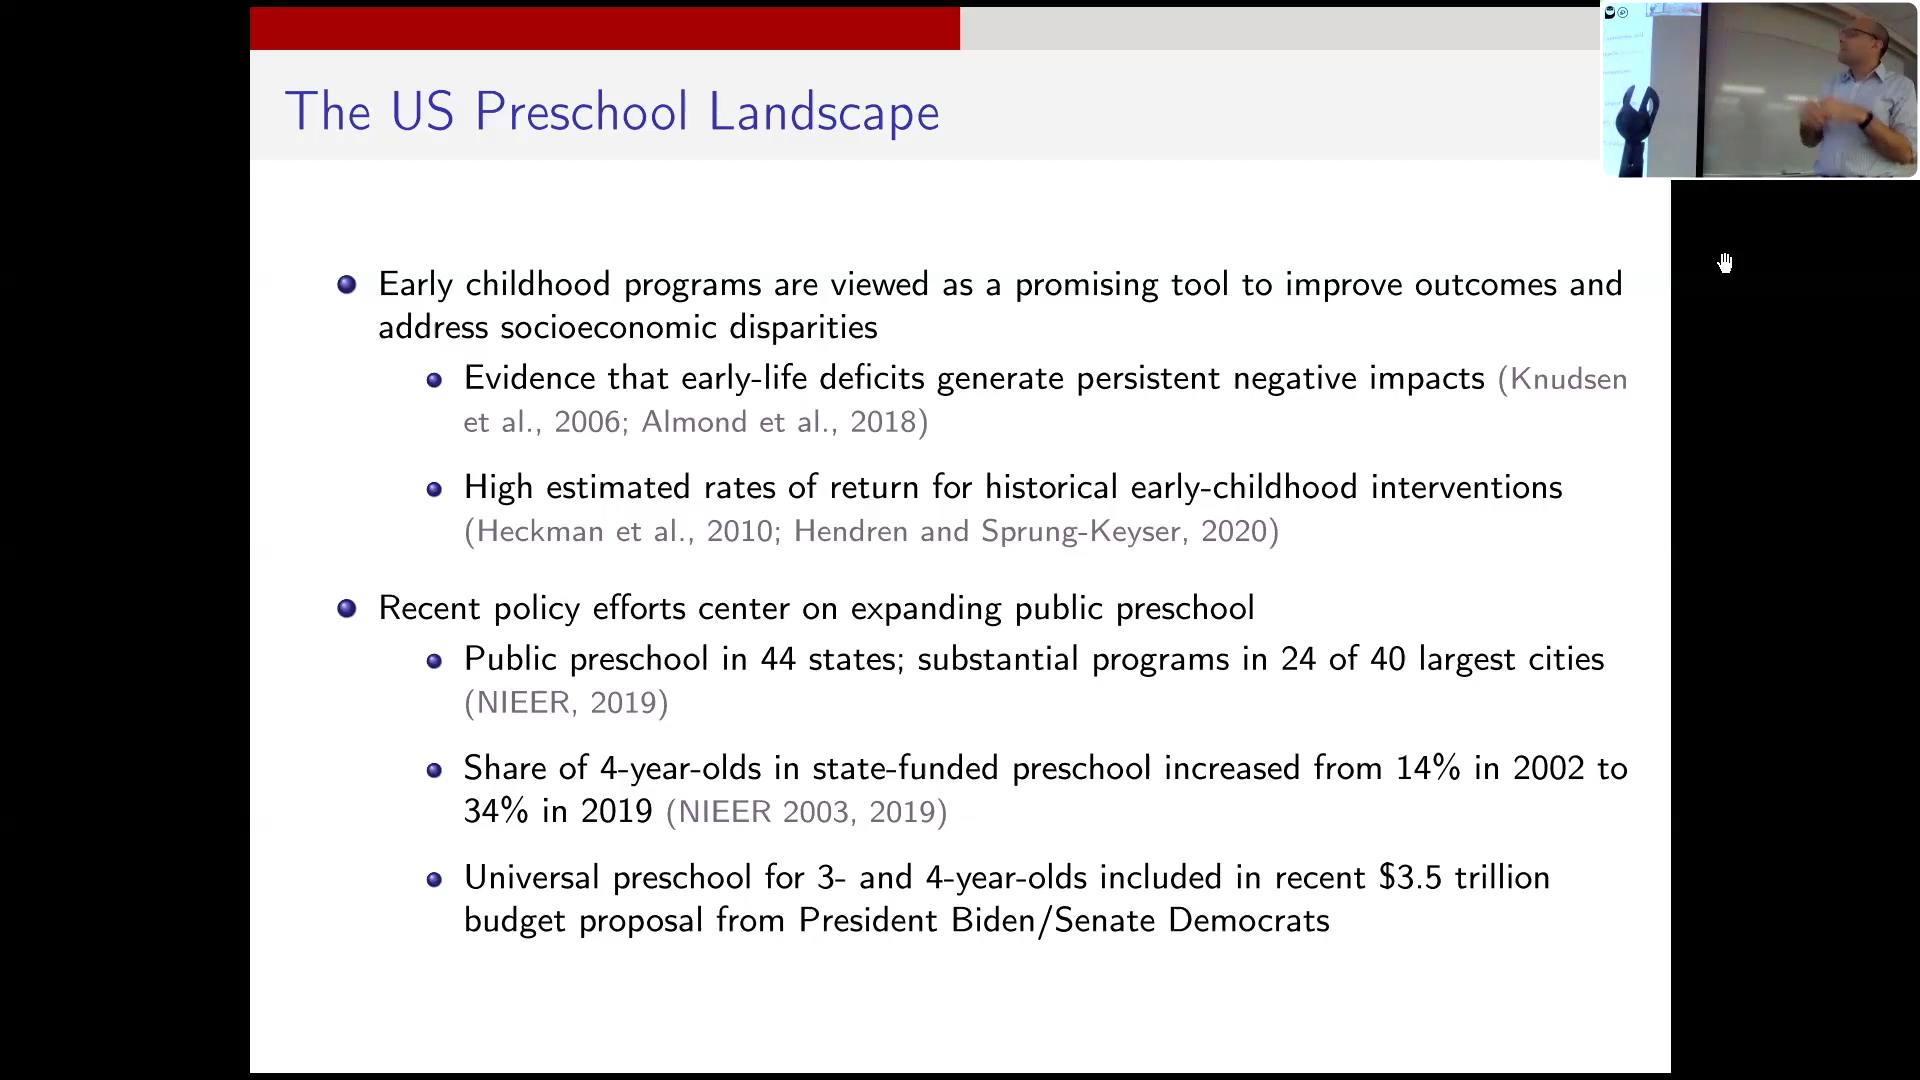 The US Preschool Landscape
Early childhood programs are viewed as a promising tool to improve outcomes and
address socioeconomic disparities
Evidence that early-life deficits generate persistent negative impacts (Knudsen
et al., 2006; Almond et al., 2018)
High estimated rates of return for historical early-childhood interventions
(Heckman et al., 2010; Hendren and Sprung-Keyser, 2020)
Recent policy efforts center on expanding public preschool
Public preschool in 44 states; substantial programs in 24 of 40 largest cities
(NIEER, 2019)
Share of 4-year-olds in state-funded preschool increased from 14% in 2002 to
34% in 2019 (NIEER 2003, 2019)
Universal preschool for 3- and 4-year-olds included in recent $3.5 trillion
budget proposal from President Biden/Senate Democrats